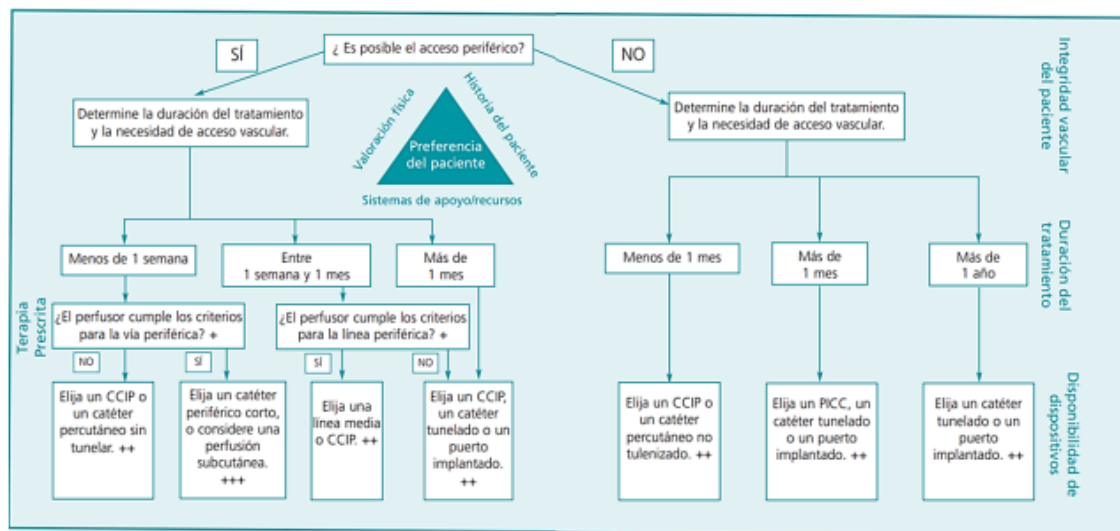 ¿ Es posible el acceso periférico?
SÍ
NO
Determine la duración del tratamiento
y la necesidad de acceso vascular.
Valoración física
Historia del paciente
Preferencia
del paciente
Sistemas de apoyo/recursos
Determine la duración del tratamiento
y la necesidad de acceso vascular.
Integridad vascular
del paciente
Menos de 1 semana
Entre
1 semana y 1 mes
Más de
1 mes
Menos de 1 mes
Más de
1 mes
Más de
1 año
Duración del
tratamiento
Terapia
Prescrita
¿El perfusor cumple los criterios
para la vía periférica? +
¿El perfusor cumple los criterios
para la línea periférica? +
NO
SÍ
SÍ
NO
Elija un CCIP o
un catéter
percutáneo sin
tunelar. ++
Elija un catéter
periférico corto,
o considere una
perfusión
subcutánea.
+++
Elija una
línea media
o CCIP. ++
Elija un CCIP,
un catéter
tunelado o un
puerto
implantado.
++
Elija un CCIP o
un catéter
percutáneo no
tulenizado. ++
Elija un PICC, un
catéter tunelado
o un puerto
implantado. ++
Elija un catéter
tunelado o un
puerto
implantado. ++
Disponibilidad de
dispositivos